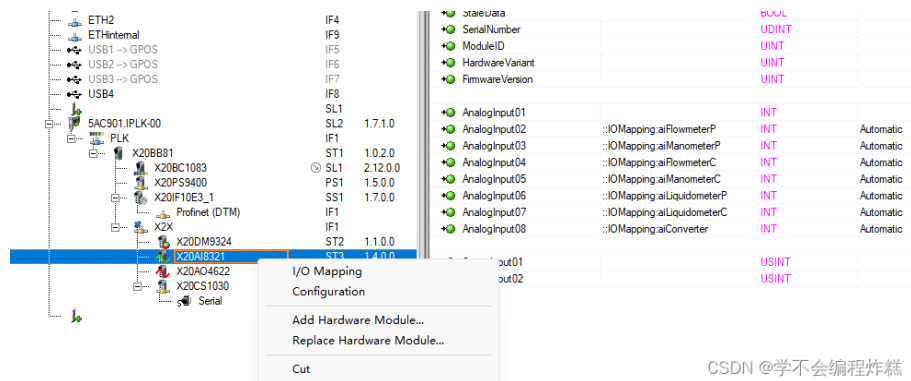 StaleData BOOL
ETH2 IF4
SerialNumber UDINT
ETHinternal IF9
ModuleID UINT
USB1 --> GPOS IF5
HardwareVariant UINT
USB2 --> GPOS IF6
FirmwareVersion UINT
USB3 --> GPOS IF7
USB4 IF8
SL1
AnalogInput01 INT
5AC901.IPLK-00 SL2 1.7.1.0
AnalogInput02 ::IOMapping:aiFlowmeterP INT Automatic
PLK IF1
AnalogInput03 ::IOMapping:aiManometerP INT Automatic
X20BB81 ST1 1.0.2.0
AnalogInput04 ::IOMapping:aiFlowmeterC INT Automatic
X20BC1083 SL1 2.12.0.0
AnalogInput05 ::IOMapping:aiManometerC INT Automatic
X20PS9400 PS1 1.5.0.0
AnalogInput06 ::IOMapping:aiLiquidometerP INT Automatic
X20IF10E3_1 SS1 1.7.0.0
AnalogInput07 ::IOMapping:aiLiquidometerC INT Automatic
Profinet (DTM) IF1
AnalogInput08 ::IOMapping:aiConverter INT Automatic
X2X IF1
X20DM9324 ST2 1.1.0.0
X20AI8321 ST3 1.4.0.0
Input01 USINT
X20AO4622
I/O Mapping
put02 USINT
X20CS1030
Configuration
Serial
Add Hardware Module...
Replace Hardware Module...
Cut
CSDN @学不会编程炸糕